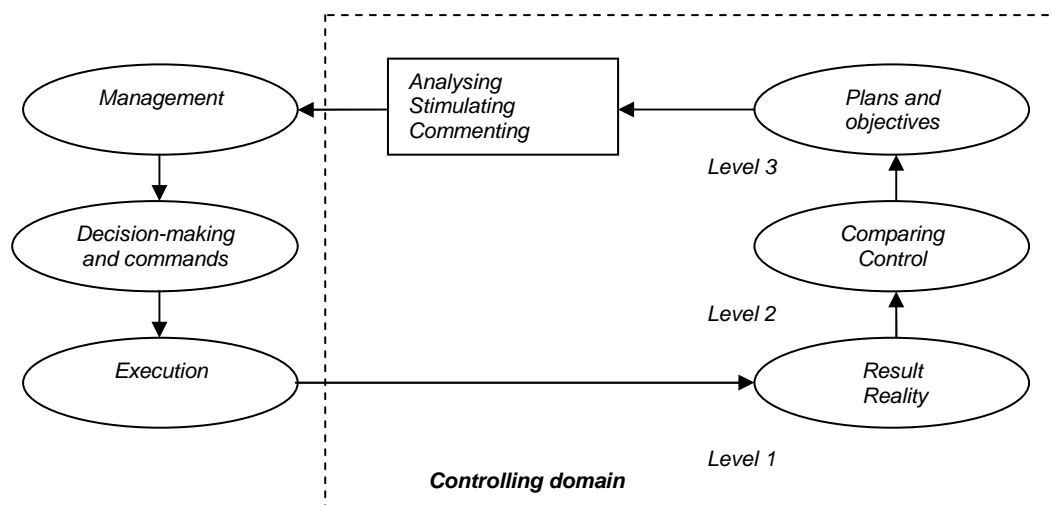 Management
Analysing
Stimulating
Commenting
Plans and
objectives
Level 3
Decision-making
and commands
Comparing
Control
Level 2
Execution
Result
Reality
Level 1
Controlling domain